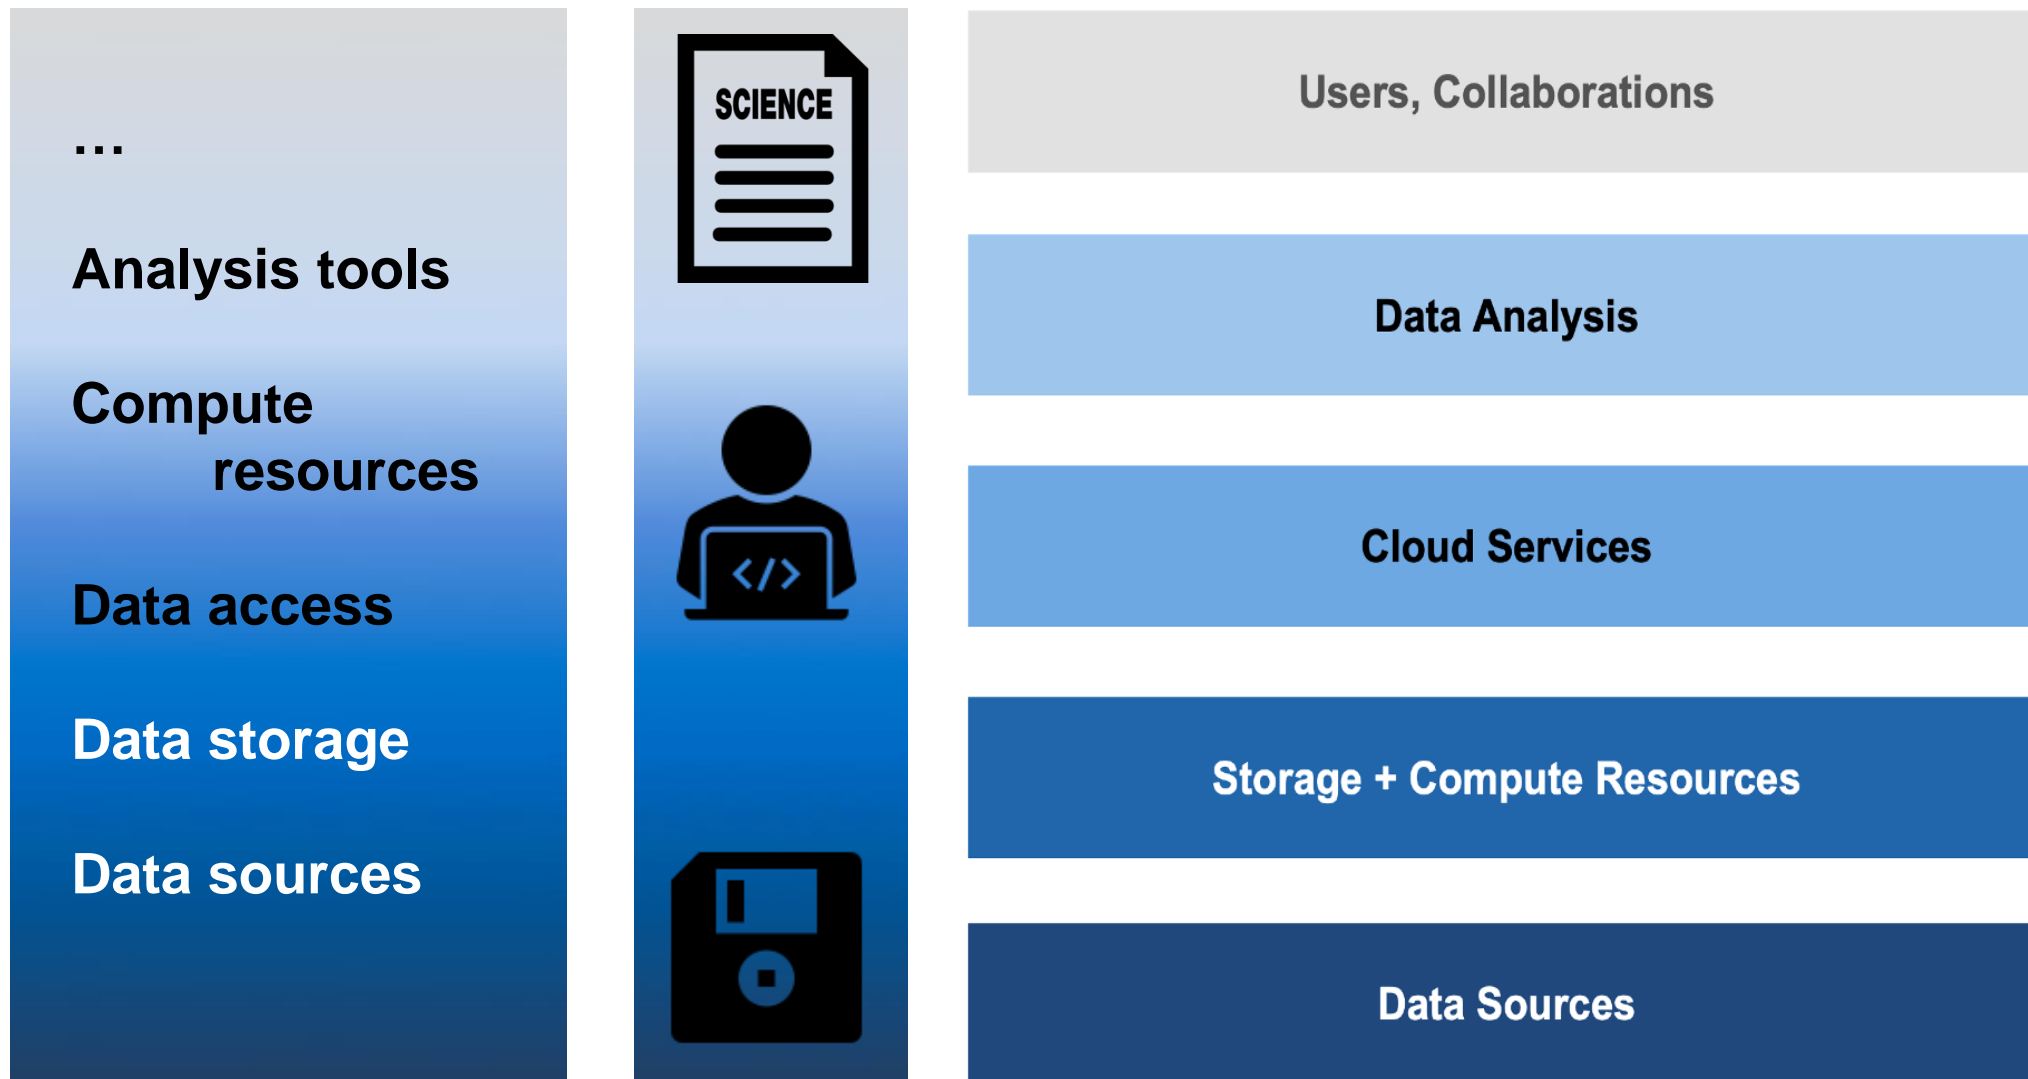 …
Analysis tools
Compute
resources
Data access
Data storage
Data sources
SCIENCE
</>
Users, Collaborations
Data Analysis
Cloud Services
Storage + Compute Resources
Data Sources